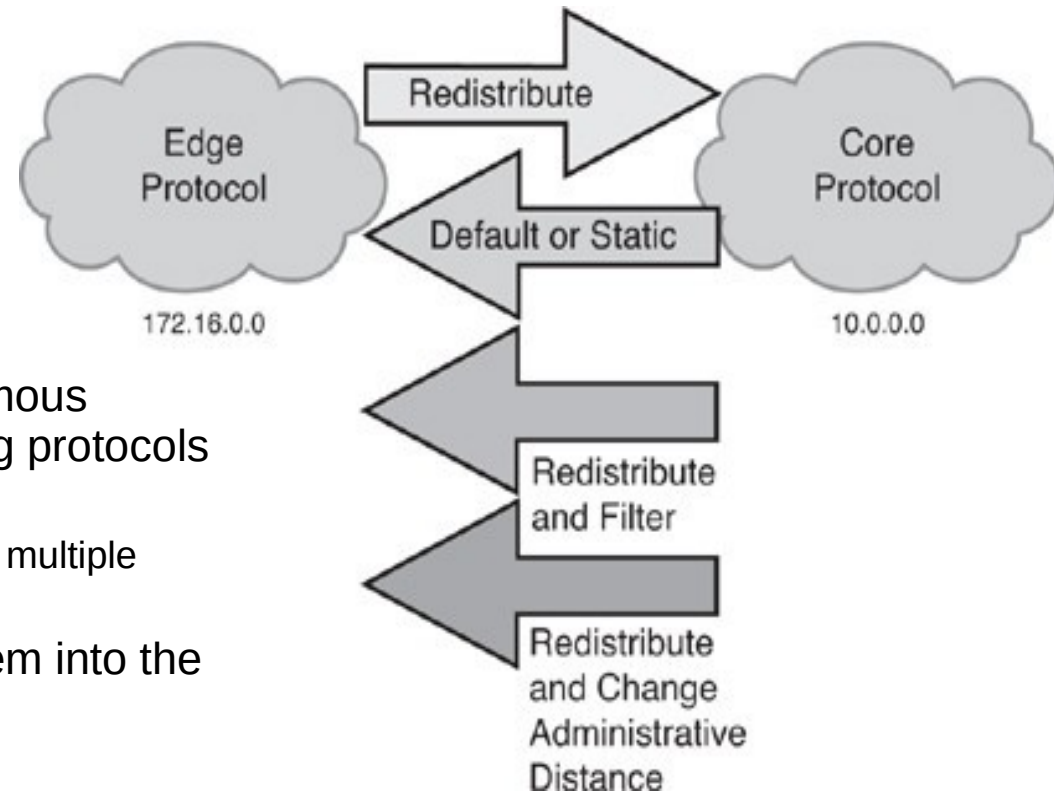 Redistribute
Edge
Protocol
Core
Protocol
Default or Static
172.16.0.0
10.0.0.0
g protocols
Redistribute
and Filter
multiple
em into the
Redistribute
and Change
Administrative
Distance